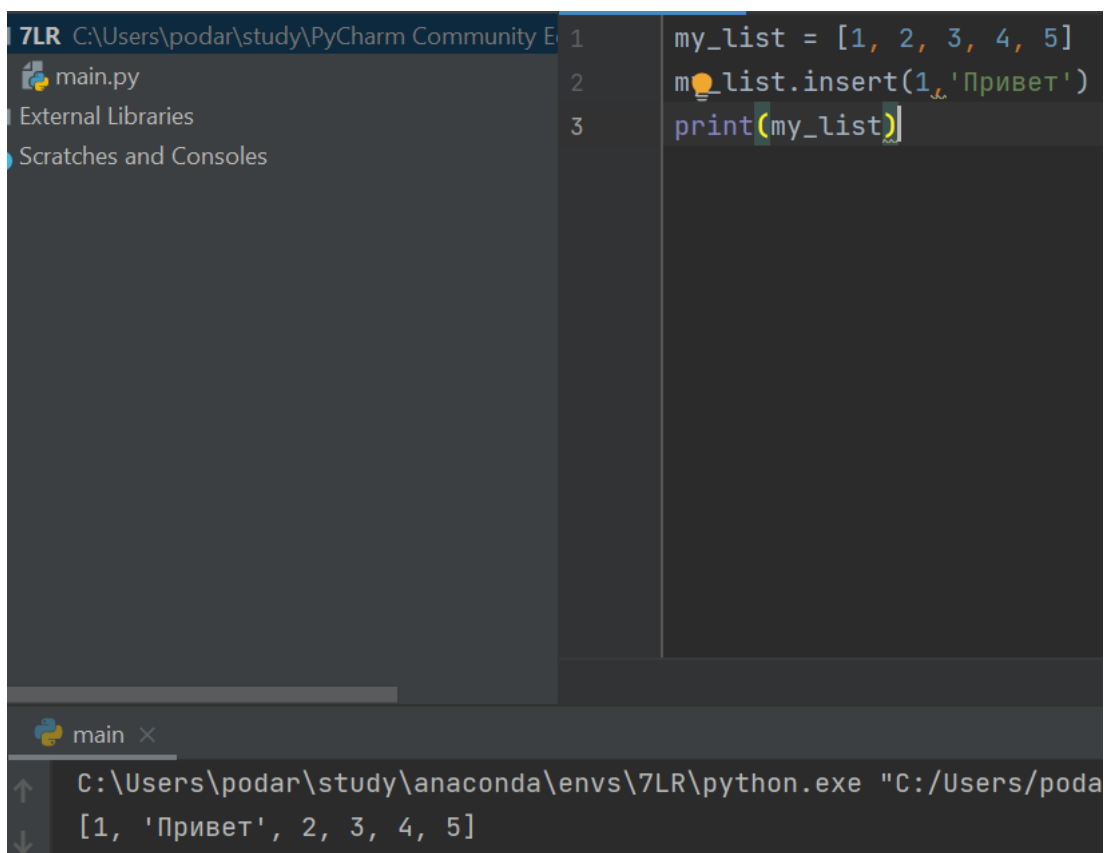 7LR C:\Users\podar\study\PyCharm Community
main.py
External Libraries
Scratches and Consoles
1 my_list = [1, 2, 3, 4, 5]
2 my_list.insert(1,'Привет')
3 print(my_list)
main
C:\Users\podar\study\anaconda\envs\7LR\python.exe "C:/Users/poda
[1, 'Привет', 2, 3, 4, 5]